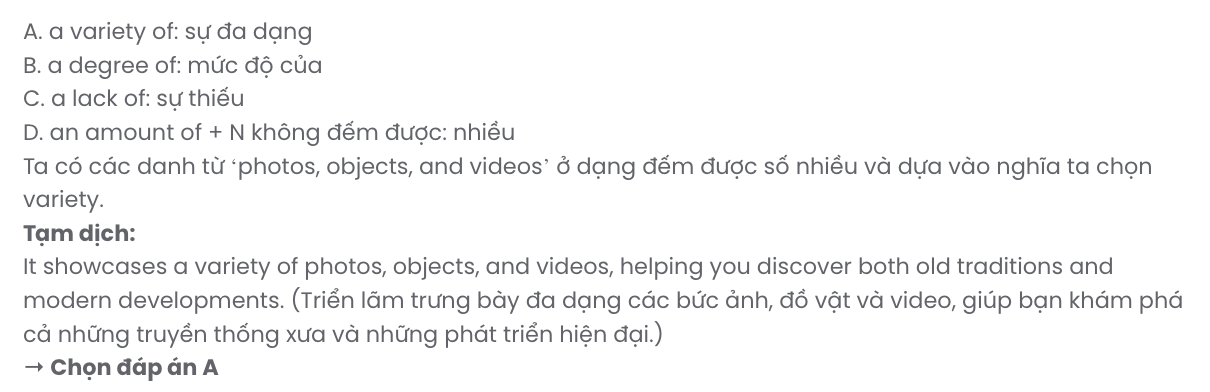 A. a variety of: sự đa dạng
B. a degree of: mức độ của
C. a lack of: sự thiếu
D. an amount of + N không đếm được: nhiều
Ta có các danh từ ‘photos, objects, and videos’ ở dạng đếm được số nhiều và dựa vào nghĩa ta chọn
variety.
Tạm dịch:
It showcases a variety of photos, objects, and videos, helping you discover both old traditions and
modern developments. (Triển lãm trưng bày đa dạng các bức ảnh, đồ vật và video, giúp bạn khám phá
cả những truyền thống xưa và những phát triển hiện đại.)
→ Chọn đáp án A